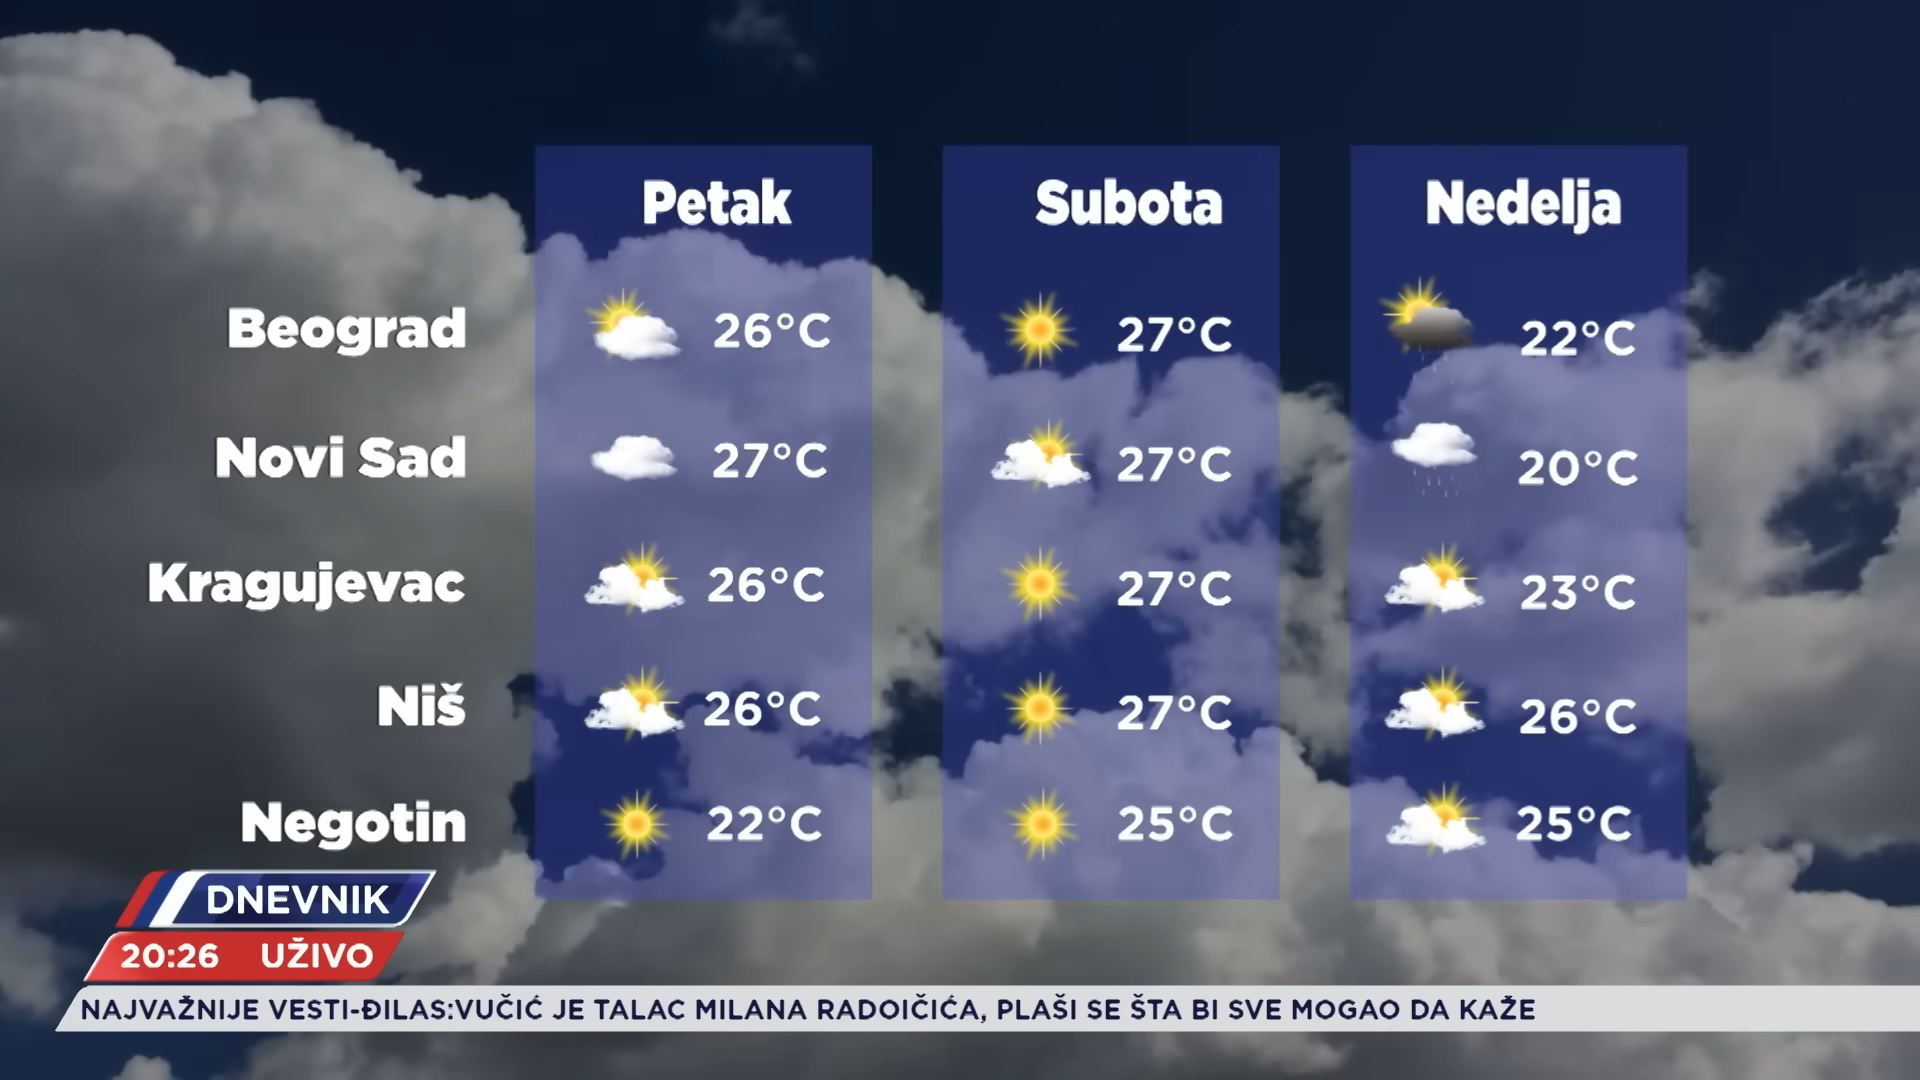 Petak Subota Nedelja
Beograd 26°C 27°C 22°C
Novi Sad 27°C 27°C 20°C
Kragujevac 26°C 27°C 23°C
Niš 26°C 27°C 26°C
Negotin 22°C 25°C 25°C
DNEVNIK
20:26 UŽIVO
NAJVAŽNIJE VESTI-ĐILAS:VUČIĆ JE TALAC MILANA RADOIČIĆA, PLAŠI SE ŠTA BI SVE MOGAO DA KAŽE